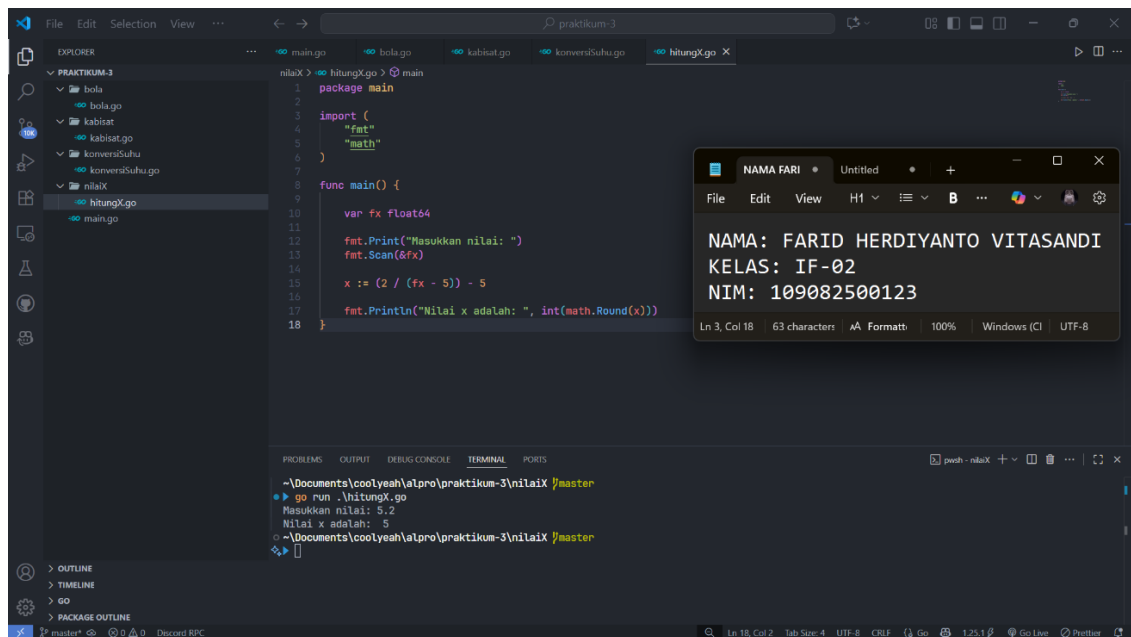 File Edit Selection View ··· praktikum-3
EXPLORER ···
PRAKTIKUM-3
bola
bola.go
kabisat
kabisat.go
konversiSuhu
konversiSuhu.go
nilaiX
hitungX.go
main.go
OUTLINE
TIMELINE
GO
PACKAGE OUTLINE
10K
main.go bola.go kabisat.go konversiSuhu.go hitungX.go
nilaiX > hitungX.go > main
1 package main
2
3 import (
4 "fmt"
5 "math"
6 )
7
8 func main() {
9
10 var fx float64
11
12 fmt.Print("Masukkan nilai: ")
13 fmt.Scan(&fx)
14
15 x := (2 / (fx - 5)) - 5
16
17 fmt.Println("Nilai x adalah: ", int(math.Round(x)))
18 }
NAMA FARI Untitled
File Edit View H1 B ···
NAMA: FARID HERDIYANTO VITASANDI
KELAS: IF-02
NIM: 109082500123
Ln 3, Col 18 63 characters Formatt 100% Windows (Cl UTF-8
PROBLEMS OUTPUT DEBUG CONSOLE TERMINAL PORTS
pwsh - nilaiX
~\Documents\coolyeah\alpro\praktikum-3\nilaiX master
go run .\hitungX.go
Masukkan nilai: 5.2
Nilai x adalah:  5
~\Documents\coolyeah\alpro\praktikum-3\nilaiX master
master* 0 0 Discord RPC
Ln 18, Col 2 Tab Size: 4 UTF-8 CRLF Go 1.25.1 Go Live Prettier